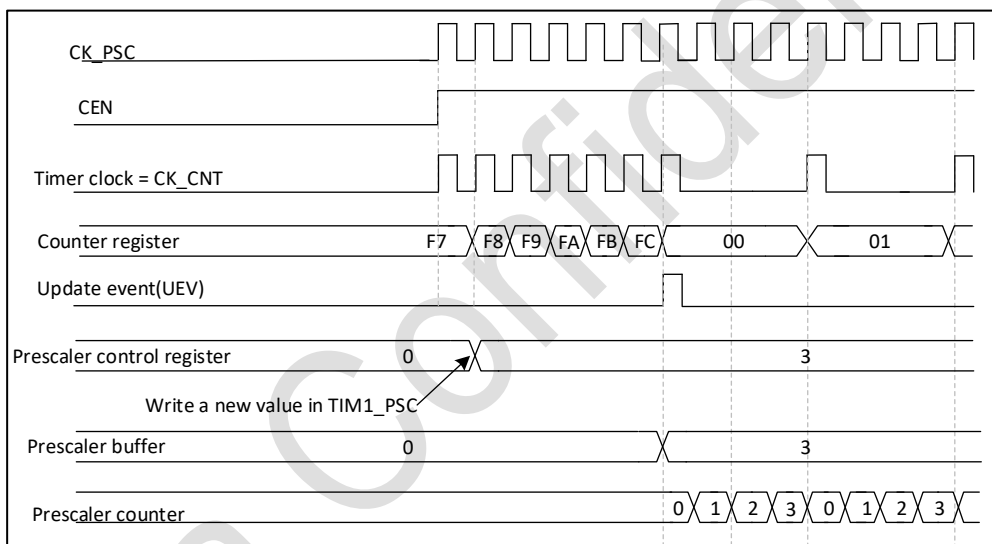 CK_PSC
CEN
Timer clock = CK_CNT
Counter register F7 F8 F9 FA FB FC 00 01
Update event(UEV)
Prescaler control register 0 3
Write a new value in TIM1_PSC
Prescaler buffer 0 3
Prescaler counter 0 1 2 3 0 1 2 3